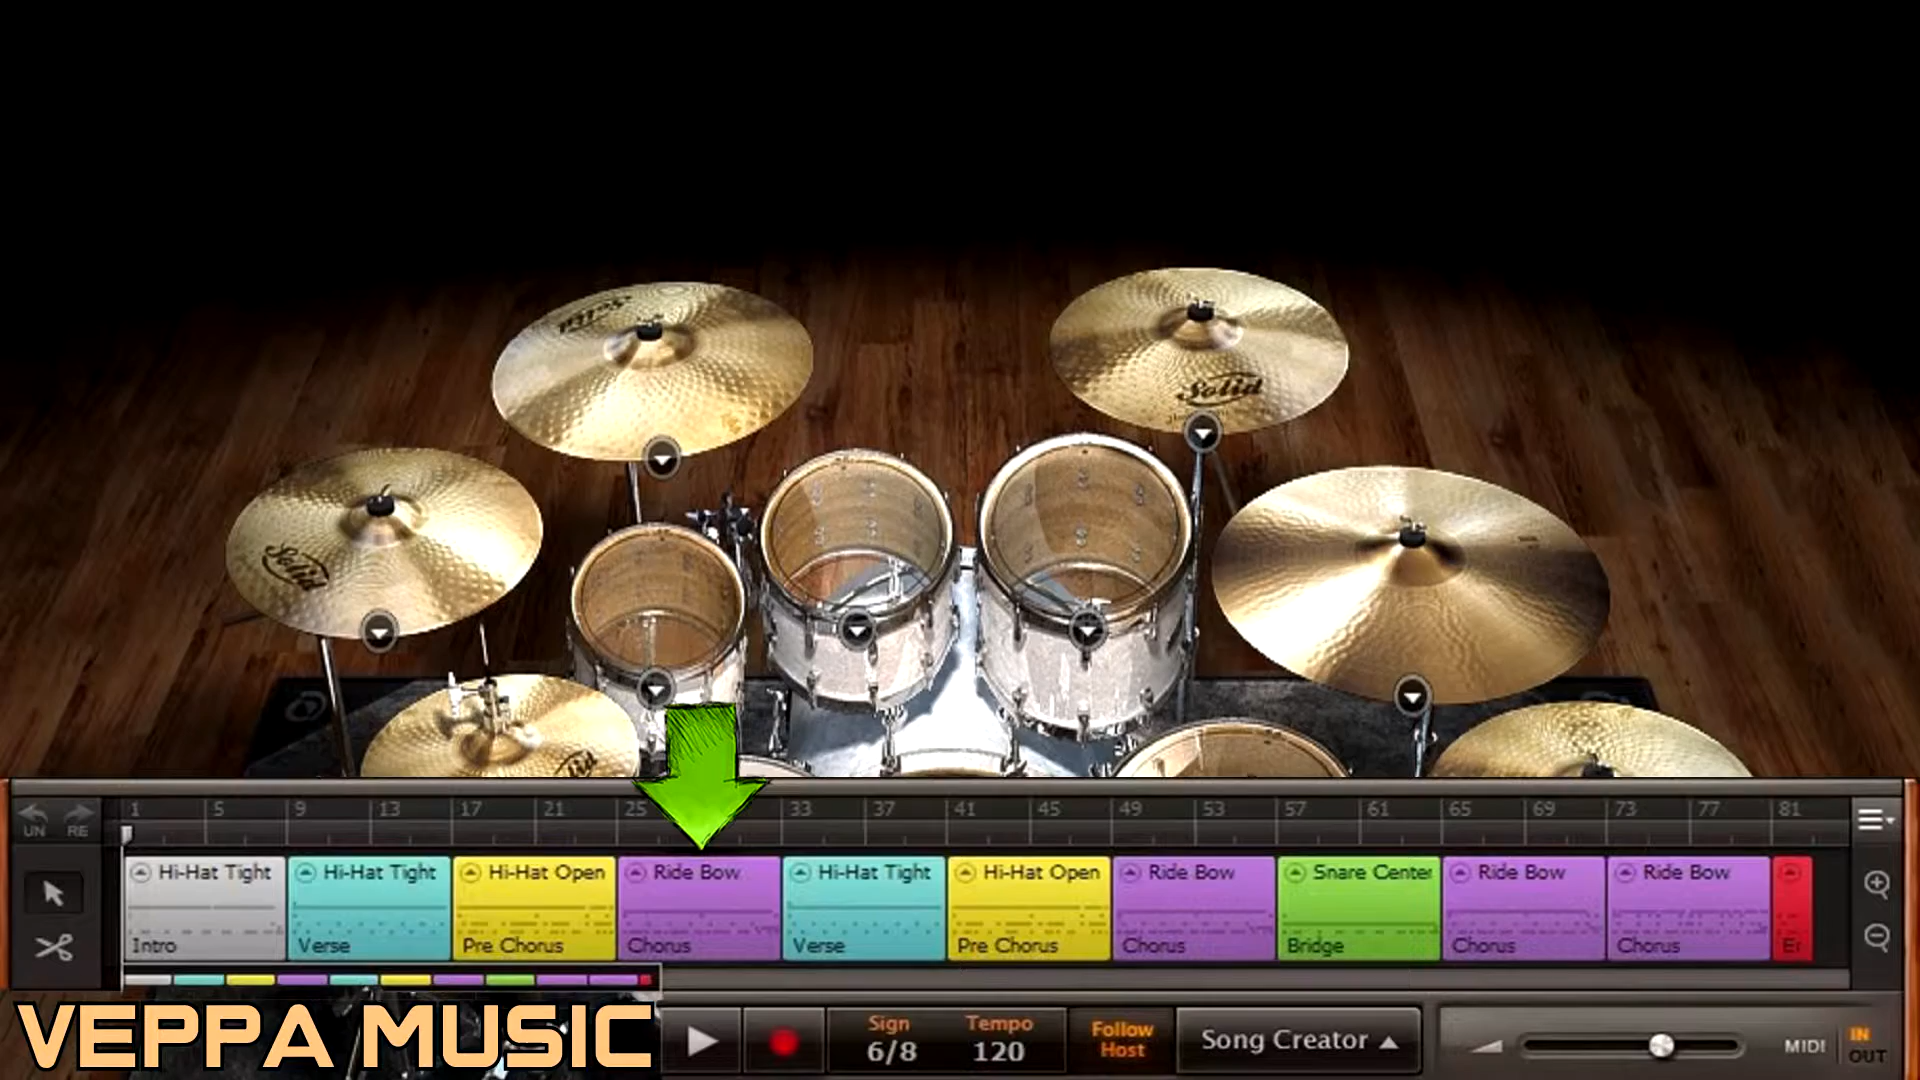 Solid
Solid
Solid
1 5 9 13 17 21 25 33 37 41 45 49 53 57 61 65 69 73 77 81
UN RE
Hi-Hat Tight Hi-Hat Tight Hi-Hat Open Ride Bow Hi-Hat Tight Hi-Hat Open Ride Bow Snare Center Ride Bow Ride Bow
Intro Verse Pre Chorus Chorus Verse Pre Chorus Chorus Bridge Chorus Chorus
VEPPA MUSIC
Sign Tempo
6/8 120
Follow
Host
Song Creator
MIDI
IN
OUT